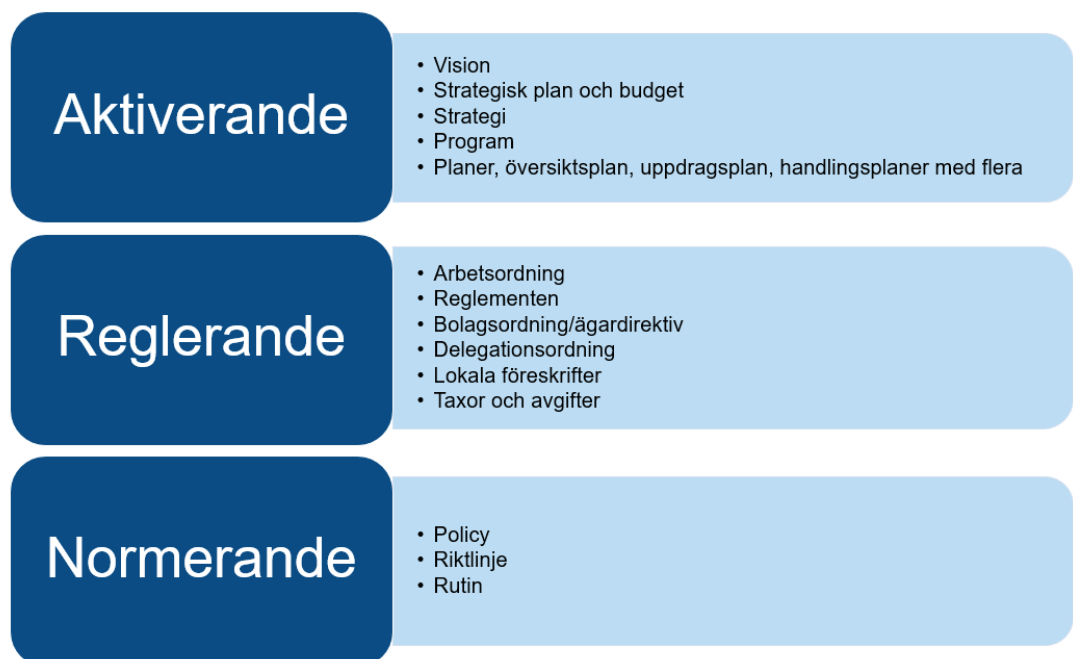 Aktiverande
• Vision
• Strategisk plan och budget
• Strategi
• Program
• Planer, översiktsplan, uppdragsplan, handlingsplaner med flera
Reglerande
• Arbetsordning
• Reglementen
• Bolagsordning/ägardirektiv
• Delegationsordning
• Lokala föreskrifter
• Taxor och avgifter
Normerande
• Policy
• Riktlinje
• Rutin